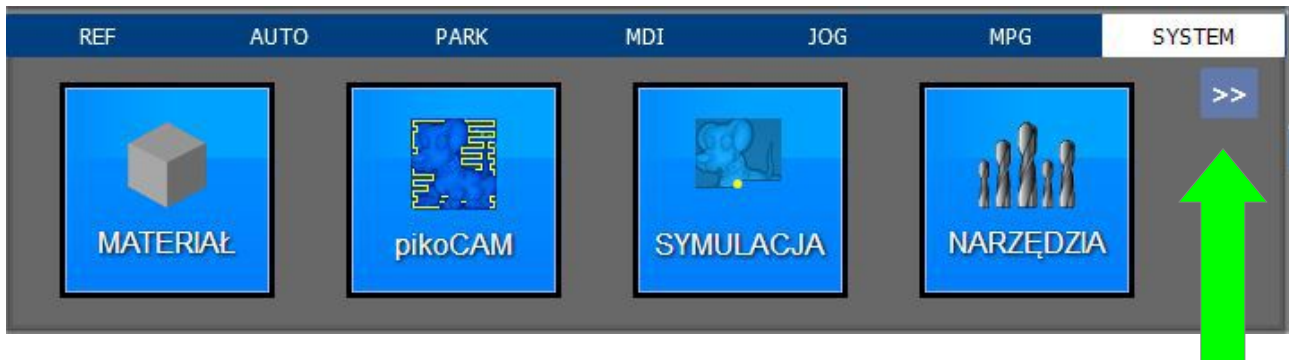 REF AUTO PARK MDI JOG MPG SYSTEM
>>
MATERIAŁ pikoCAM SYMULACJA NARZĘDZIA